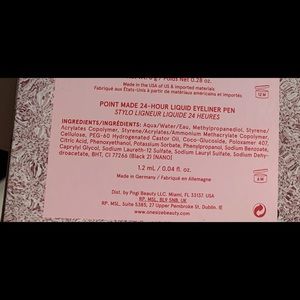 Poids Net 0.28 oz.
MADE IN THE USA of US & imported materials
Fabriqué aux États-Unis à partir de matériaux américains et importés
12 M
POINT MADE 24-HOUR LIQUID EYELINER PEN
STYLO LIGNEUR LIQUIDE 24 HEURES
INGREDIENTS/INGRÉDIENTS: Aqua/Water/Eau, Methylpropanediol, Styrene/
Acrylates Copolymer, Styrene/Acrylates/Ammonium Methacrylate Copolymer,
Cellulose, PEG-60 Hydrogenated Castor Oil, Coco-Glucoside, Poloxamer 407,
Citric Acid, Phenoxyethanol, Potassium Sorbate, Phenylpropanol, Sodium Benzoate,
Caprylyl Glycol, Sodium Laureth-12 Sulfate, Sodium Lauryl Sulfate, Sodium Dehy-
droacetate, BHT, CI 77266 (Black 2) [NANO]
1.2 mL / 0.04 fl. oz.
Made in Germany / Fabriqué en Allemagne
6 M
Dist. by Pogi Beauty LLC. Miami, FL 33137. USA
RP. MSL, BLY 5NB, UK
RP. MSL, Suite 5385, 27 Upper Pembroke St, Dublin. IE
www.onesizebeauty.com